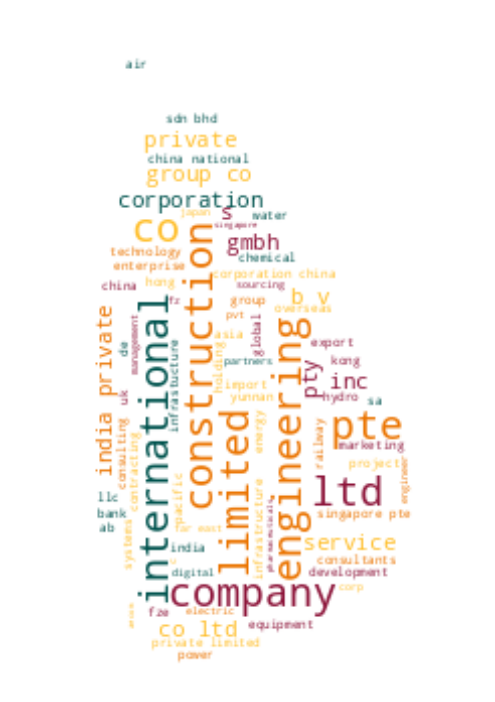 air
sdn bhd
private
china national
group co
corporation
japan
s
water
singapore
co
gmbh
construction
technology
chemical
enterprise
corporation china
china
hong
sourcing
b v
fz
international
group
overseas
india private
pvt
management
de
infrastucture
asia
global
engineering
export
holding
partners
kong
pty
inc
import
uk
yunnan
hydro
sa
limited
pte
consulting
contracting
energy
railway
marketing
project
engineer
ltd
llc
pacific
infrastructure
pharmaceuticals
bank
singapore pte
ab
systems
far east
service
india
consultants
digital
development
company
corp
fze
electric
co ltd
equipment
private limited
power